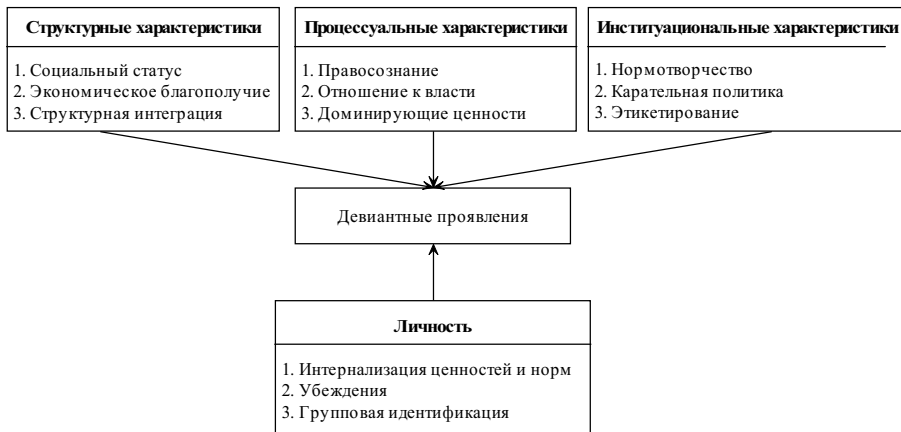 Структурные характеристики
1. Социальный статус
2. Экономическое благополучие
3. Структурная интеграция
Процессуальные характеристики
1. Правосознание
2. Отношение к власти
3. Доминирующие ценности
Институциональные характеристики
1. Нормотворчество
2. Карательная политика
3. Этикетирование
Девиантные проявления
Личность
1. Интернализация ценностей и норм
2. Убеждения
3. Групповая идентификация